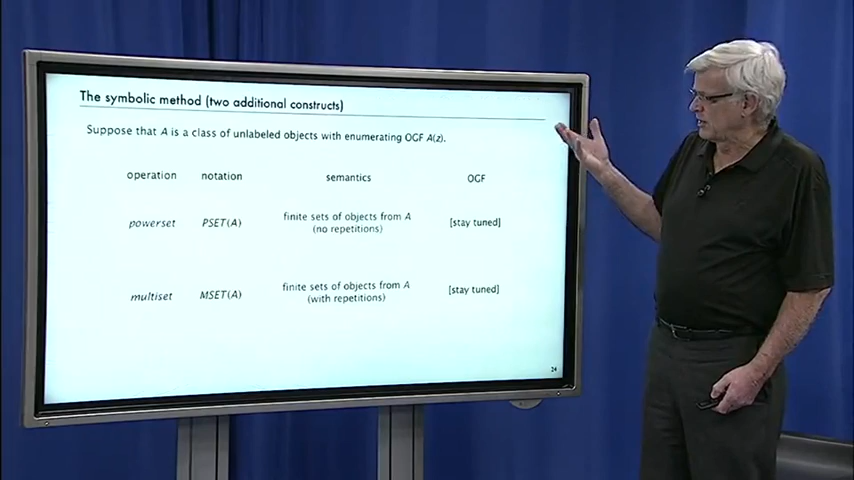 The symbolic method (two additional constructs)
Suppose that A is a class of unlabeled objects with enumerating OGF A(z).
operation notation semantics OGF
powerset PSET(A) finite sets of objects from A (no repetitions) [stay tuned]
multiset MSET(A) finite sets of objects from A (with repetitions) [stay tuned]
24